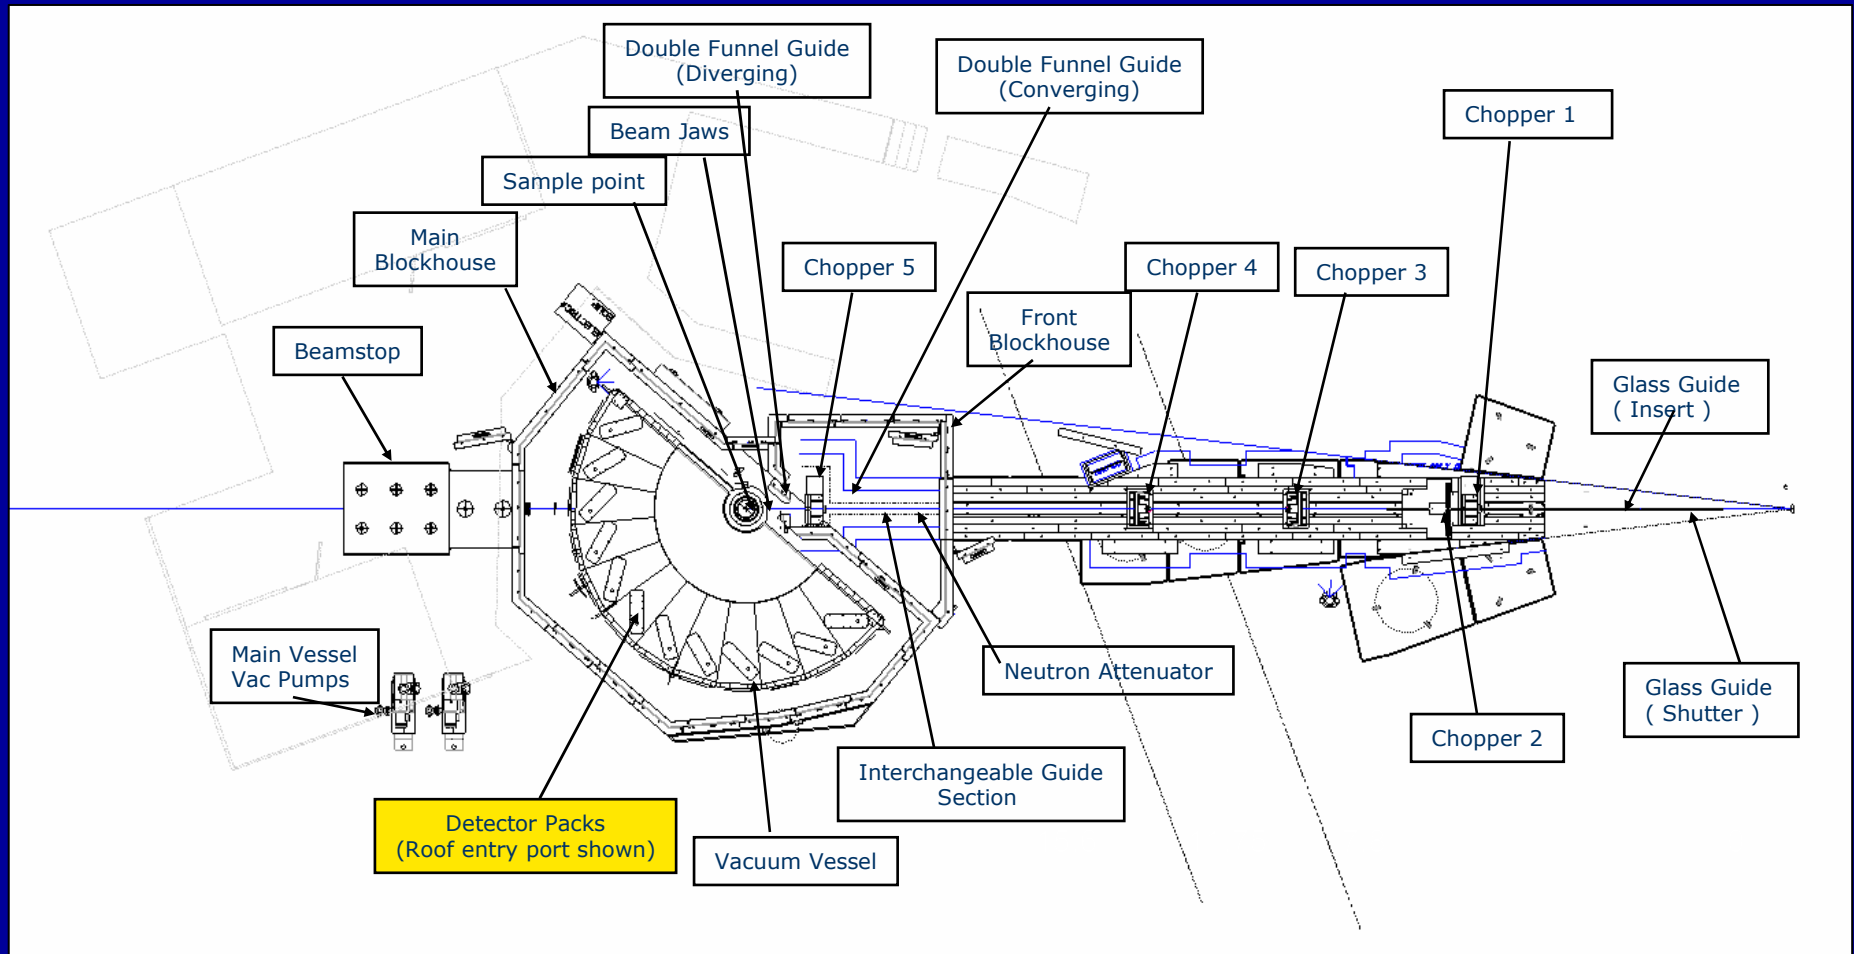 Double Funnel Guide
(Diverging)
Double Funnel Guide
(Converging)
Chopper 1
Beam Jaws
Sample point
Main
Blockhouse
Chopper 5
Chopper 4
Chopper 3
Front
Blockhouse
Beamstop
Glass Guide
( Insert )
Main Vessel
Vac Pumps
Neutron Attenuator
Glass Guide
( Shutter )
Chopper 2
Interchangeable Guide
Section
Detector Packs
(Roof entry port shown)
Vacuum Vessel